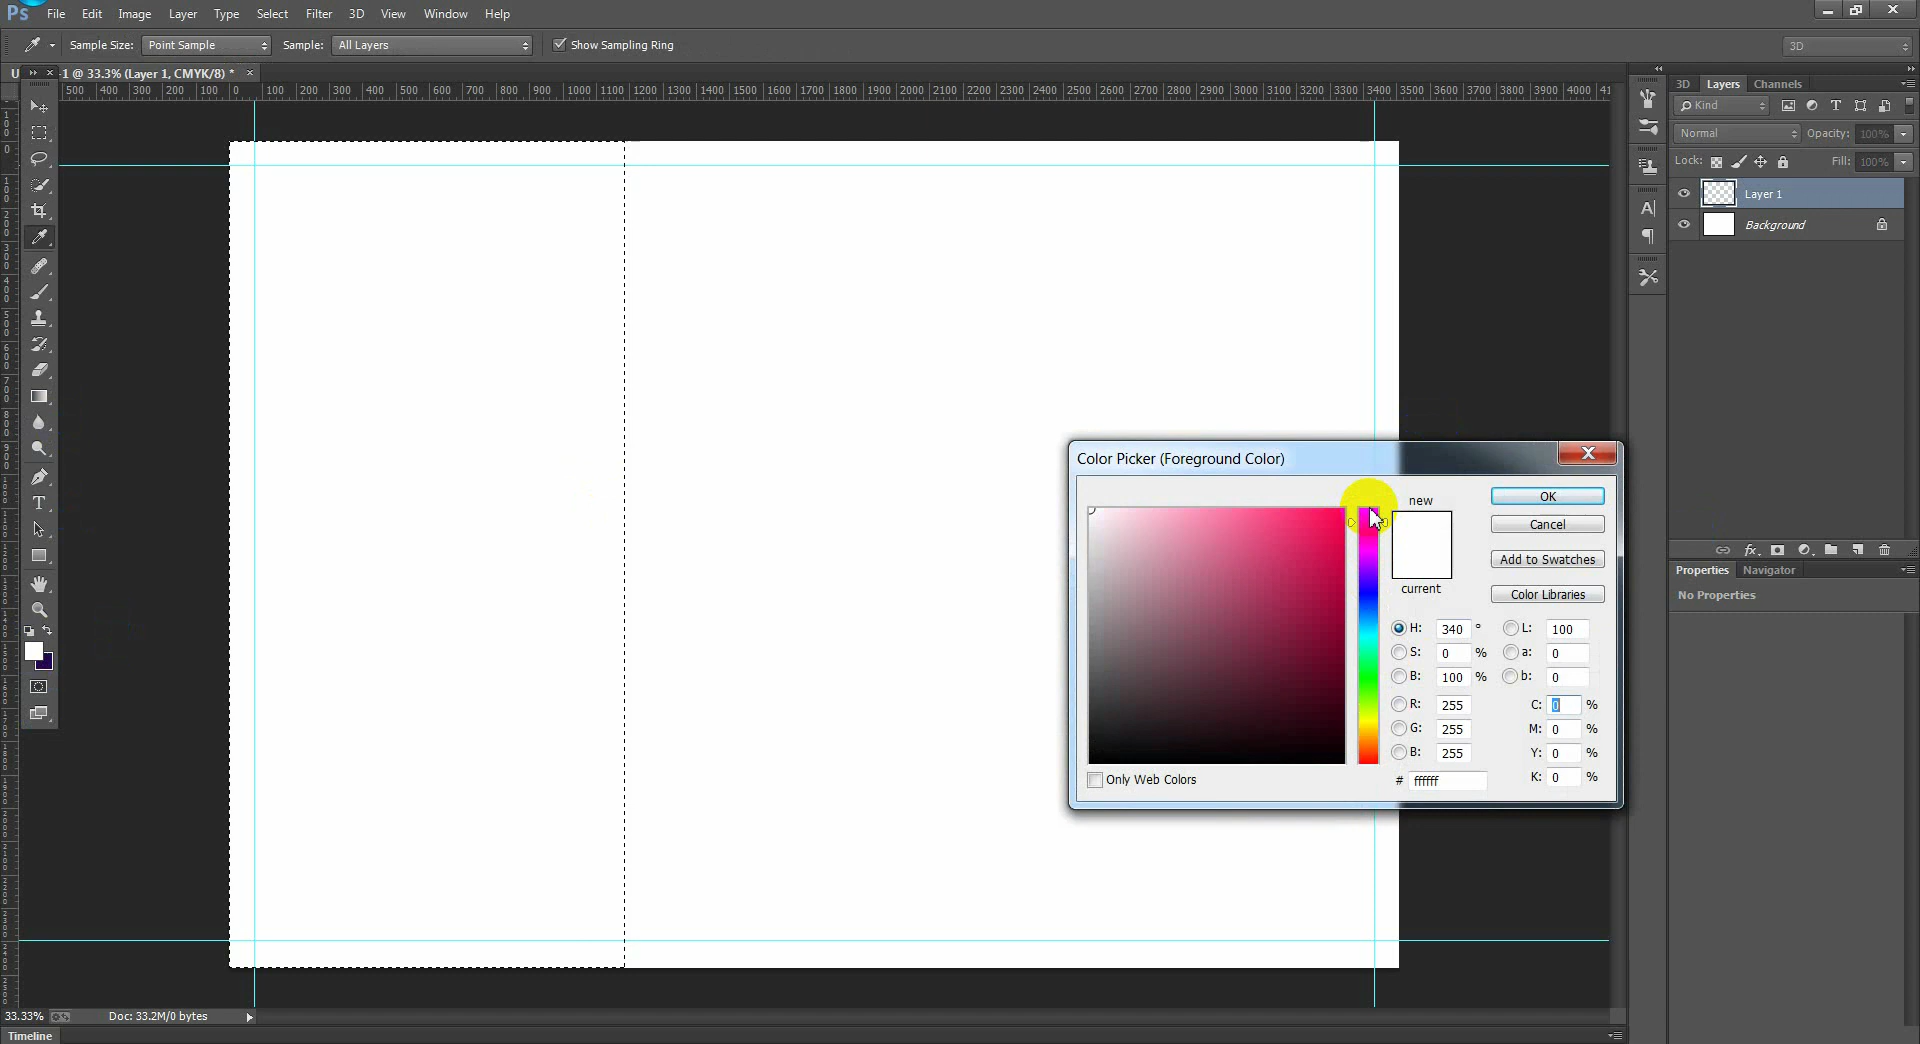 Ps File Edit Image Layer Type Select Filter 3D View Window Help
Sample Size: Point Sample Sample: All Layers Show Sampling Ring 3D
U -1 @ 33.3% (Layer 1, CMYK/8) * ×
500 400 300 200 100 0 100 200 300 400 500 600 700 800 900 1000 1100 1200 1300 1400 1500 1600 1700 1800 1900 2000 2100 2200 2300 2400 2500 2600 2700 2800 2900 3000 3100 3200 3300 3400 3500 3600 3700 3800 3900 4000 41
3D Layers Channels
Kind
Normal Opacity: 100%
Lock: Fill: 100%
Layer 1
Background
Color Picker (Foreground Color)
new
OK
Cancel
Add to Swatches
current
Color Libraries
H: 340 ° L: 100
S: 0 % a: 0
B: 100 % b: 0
R: 255 C: 0 %
G: 255 M: 0 %
B: 255 Y: 0 %
# ffffff K: 0 %
Only Web Colors
fx
Properties Navigator
No Properties
33.33% Doc: 33.2M/0 bytes
Timeline